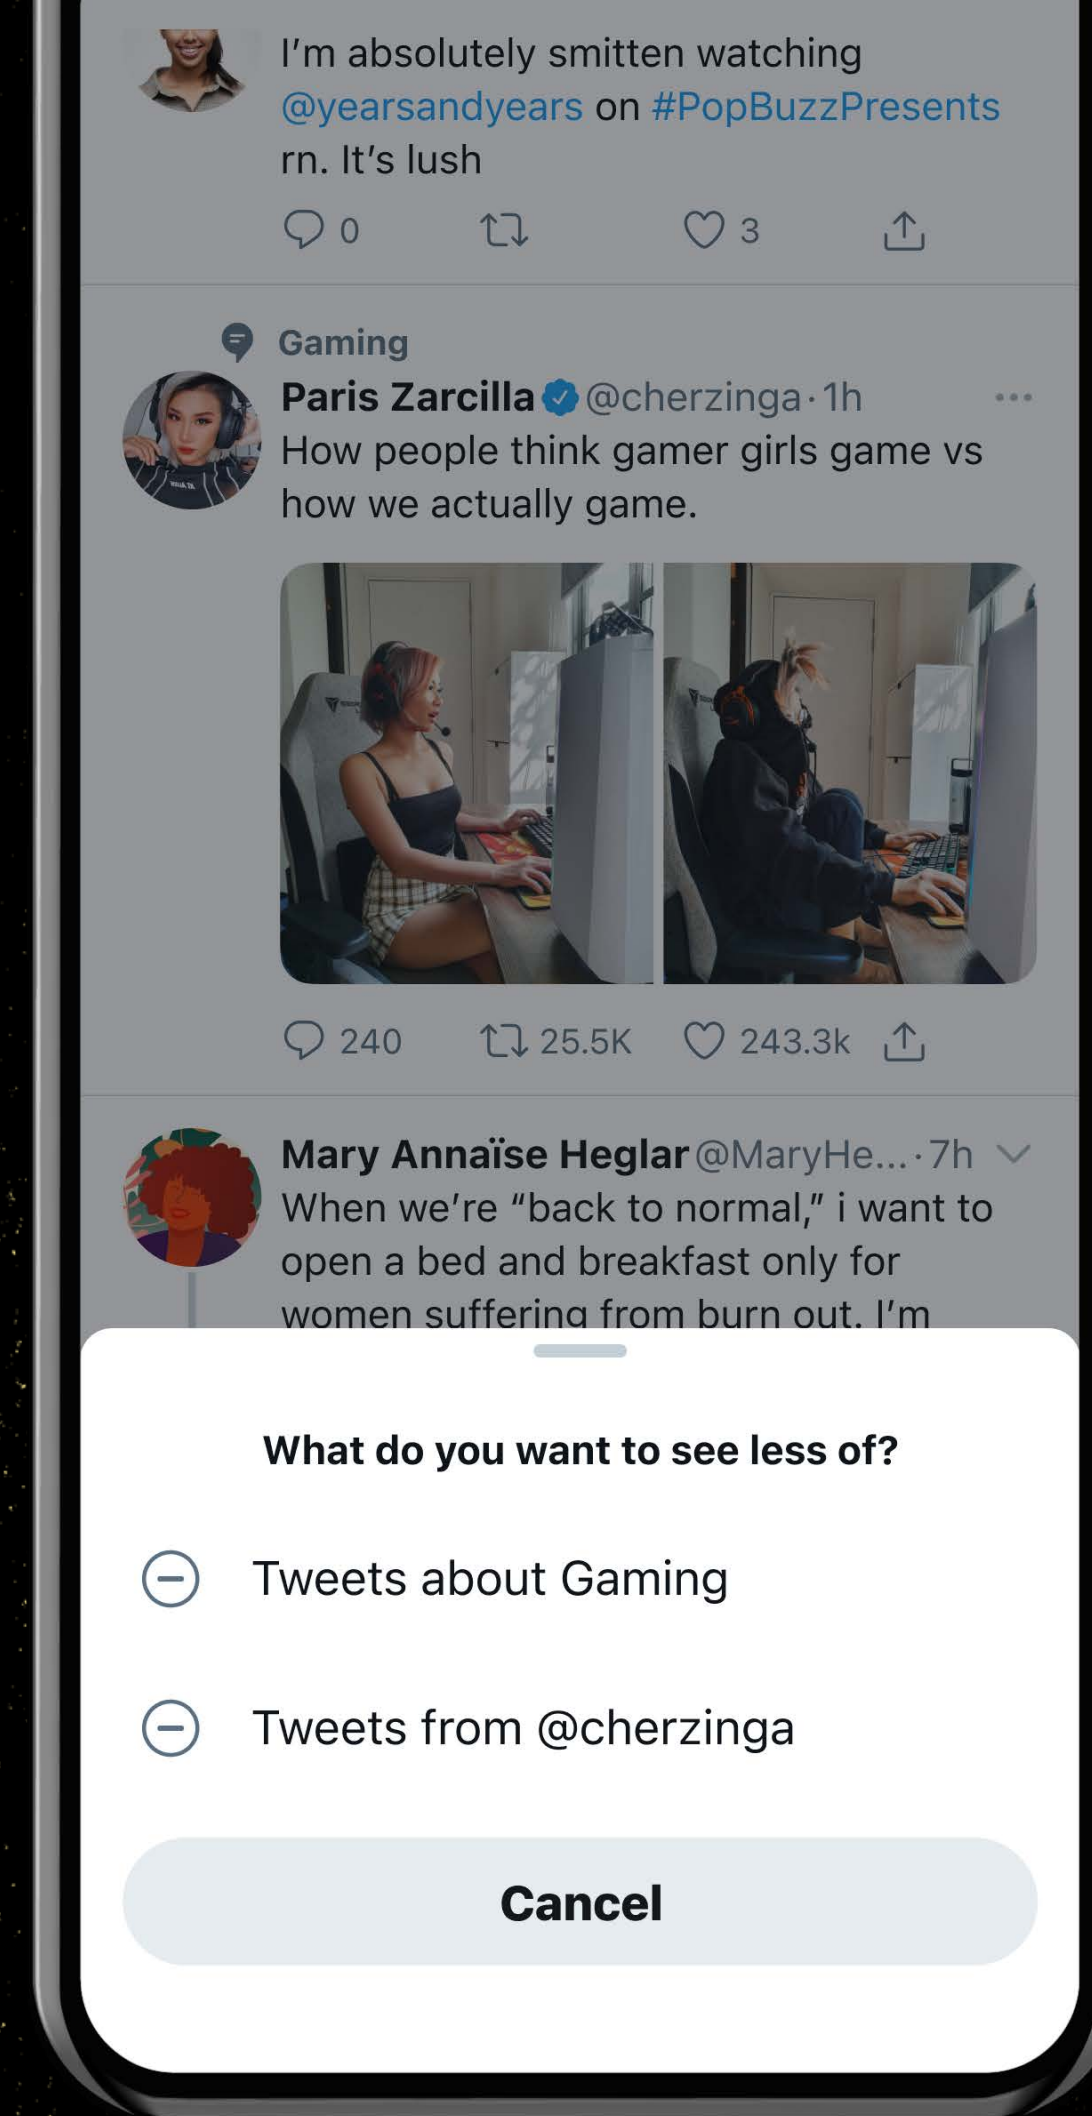 I’m absolutely smitten watching
@yearsandyears on #PopBuzzPresents
rn. It’s lush
0 3
Gaming
Paris Zarcilla @cherzinga · 1h
How people think gamer girls game vs
how we actually game.
240 25.5K 243.3k
Mary Annaïse Heglar @MaryHe... · 7h
When we’re “back to normal,” i want to
open a bed and breakfast only for
women suffering from burn out. I’m
What do you want to see less of?
Tweets about Gaming
Tweets from @cherzinga
Cancel